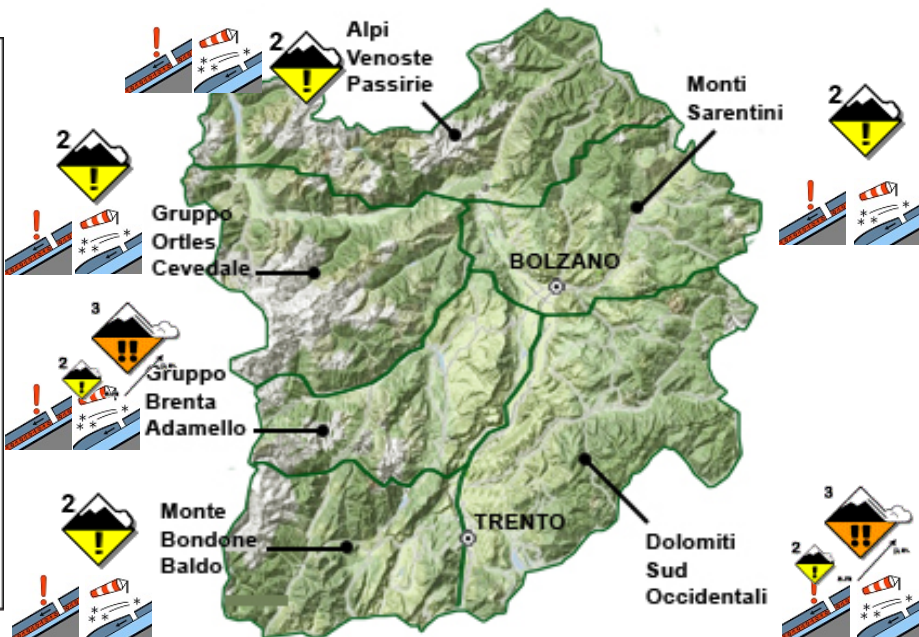 2
Alpi
Venoste
Passirie
Monti
Sarentini
2
2
Gruppo
Ortles
Cevedale
BOLZANO
3
2
Gruppo
Brenta
Adamello
2
Monte
Bondone
Baldo
TRENTO
Dolomiti
Sud
Occidentali
3
2
a.m
p.m.